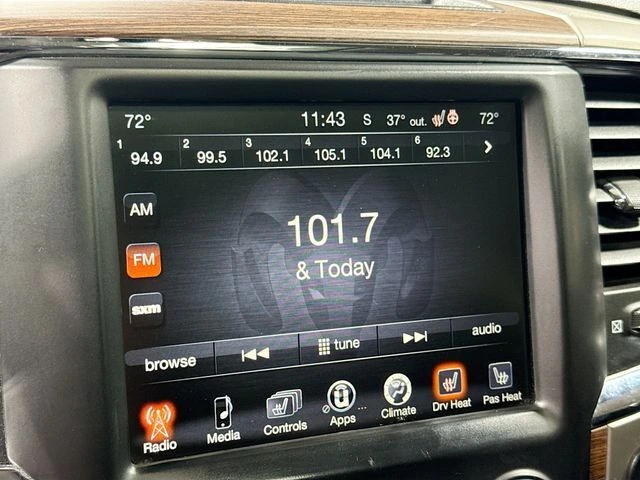 72° 11:43 S 37° out. 72°
1 94.9 2 99.5 3 102.1 4 105.1 5 104.1 6 92.3
AM
101.7
FM
& Today
sxm
browse tune audio
Radio Media Controls Apps Climate Drv Heat Pas Heat